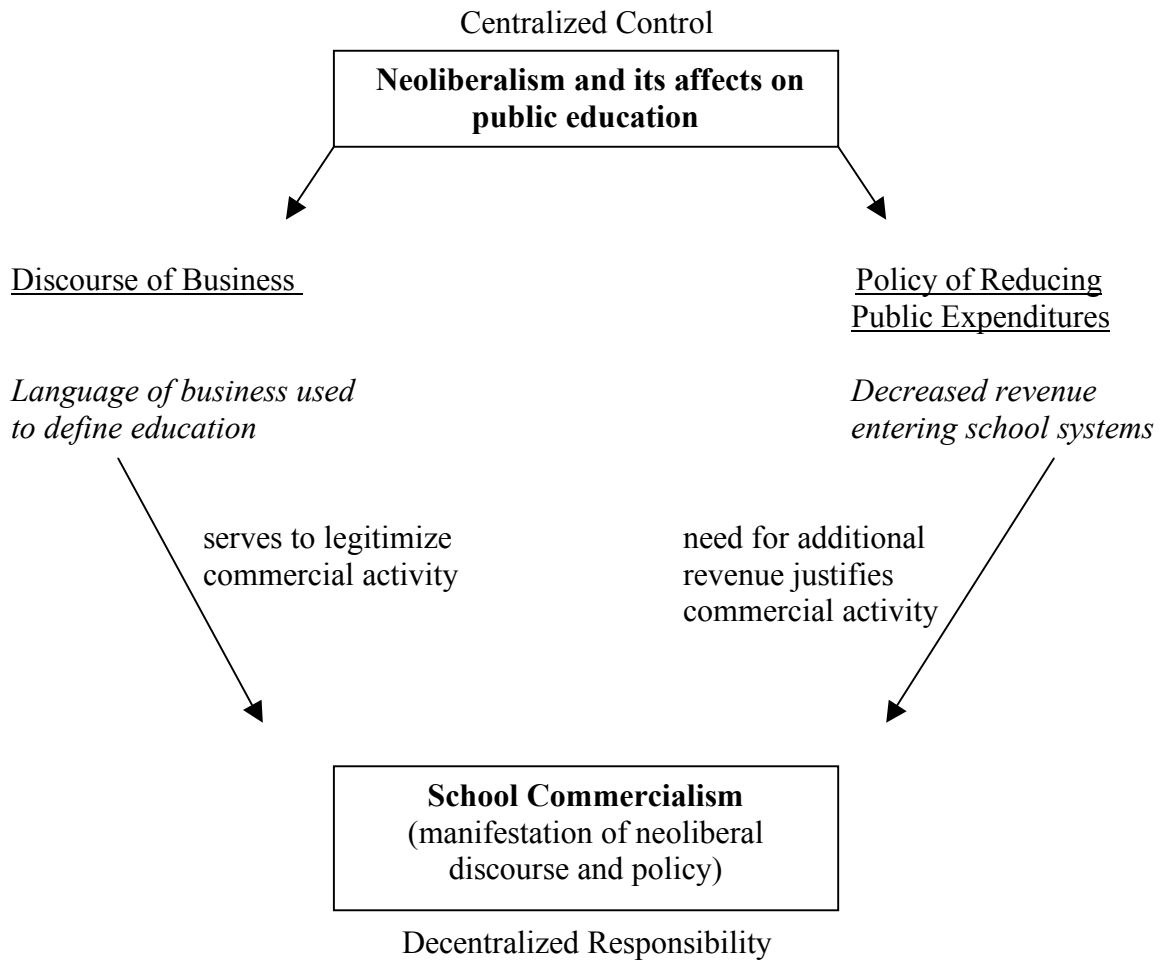 Centralized Control
Neoliberalism and its affects on
public education
Discourse of Business
Policy of Reducing
Public Expenditures
Language of business used
to define education
Decreased revenue
entering school systems
serves to legitimize
commercial activity
need for additional
revenue justifies
commercial activity
School Commercialism
(manifestation of neoliberal
discourse and policy)
Decentralized Responsibility